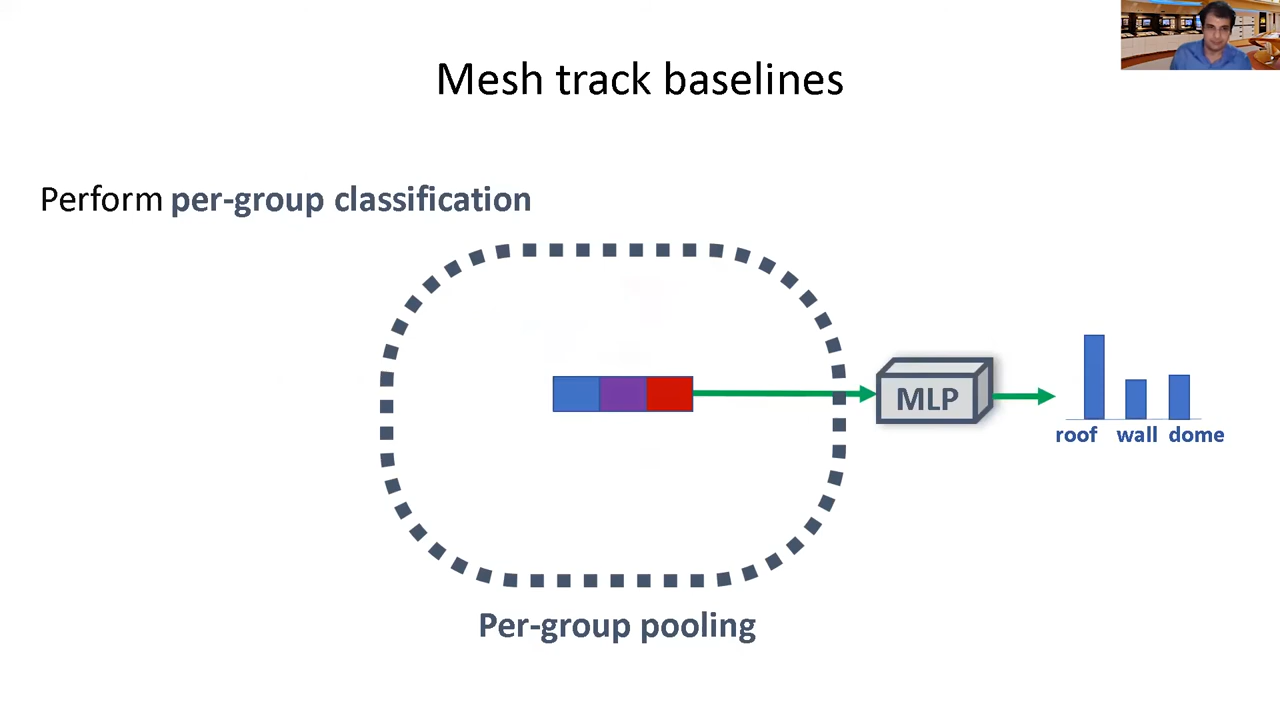 Mesh track baselines
Perform per-group classification
MLP
roof wall dome
Per-group pooling